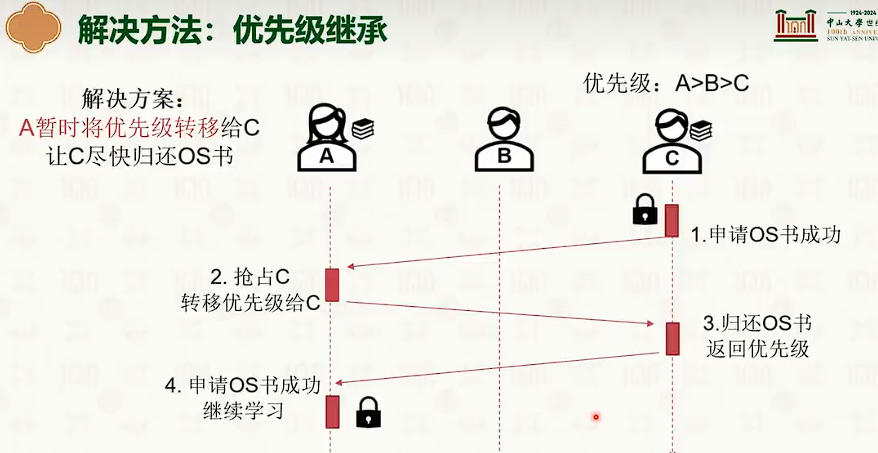 解决方法：优先级继承
1924-2024
中山大學世纪
100th ANNIVE
SUN YAT-SEN UNIV
解决方案：
A暂时将优先级转移给C
让C尽快归还OS书
优先级：A>B>C
A
B
C
1.申请OS书成功
2. 抢占C
转移优先级给C
3.归还OS书
返回优先级
4. 申请OS书成功
继续学习